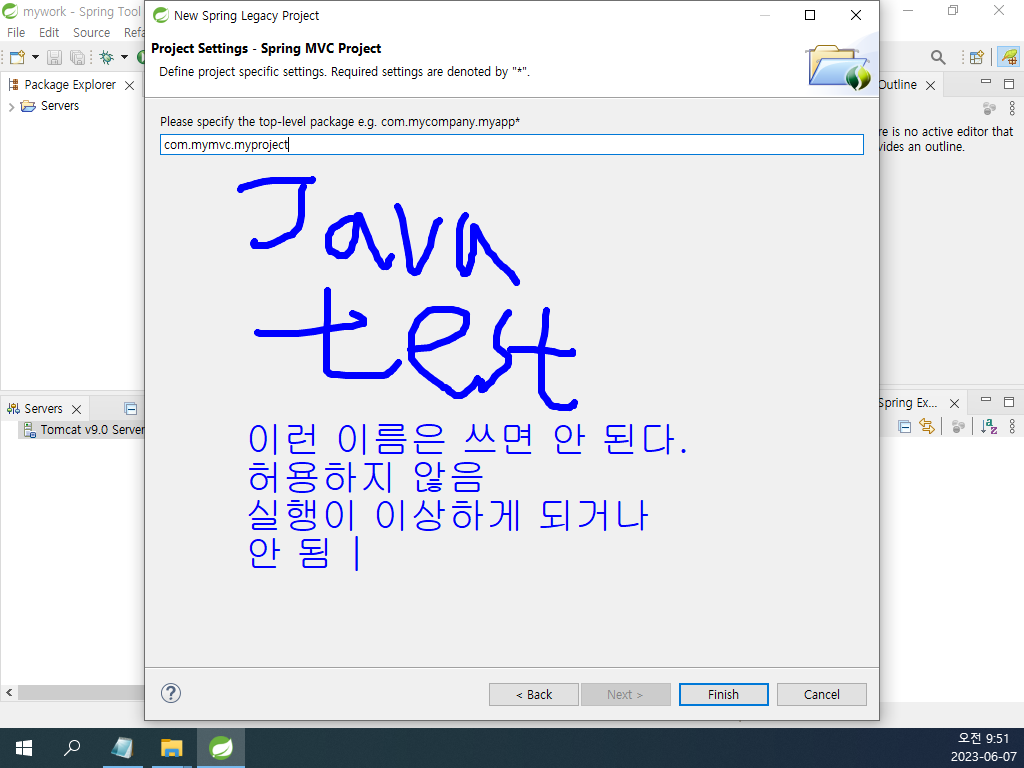 mywork - Spring Tool
New Spring Legacy Project
File Edit Source Refa
Project Settings - Spring MVC Project
Define project specific settings. Required settings are denoted by "*".
Package Explorer
Outline
Servers
Please specify the top-level package e.g. com.mycompany.myapp*
com.mymvc.myproject
re is no active editor that
vides an outline.
Java
test
Servers
Spring Ex...
Tomcat v9.0 Server
이런 이름은 쓰면 안 된다.
허용하지 않음
실행이 이상하게 되거나
안 됨
< Back Next > Finish Cancel
오전 9:51
2023-06-07